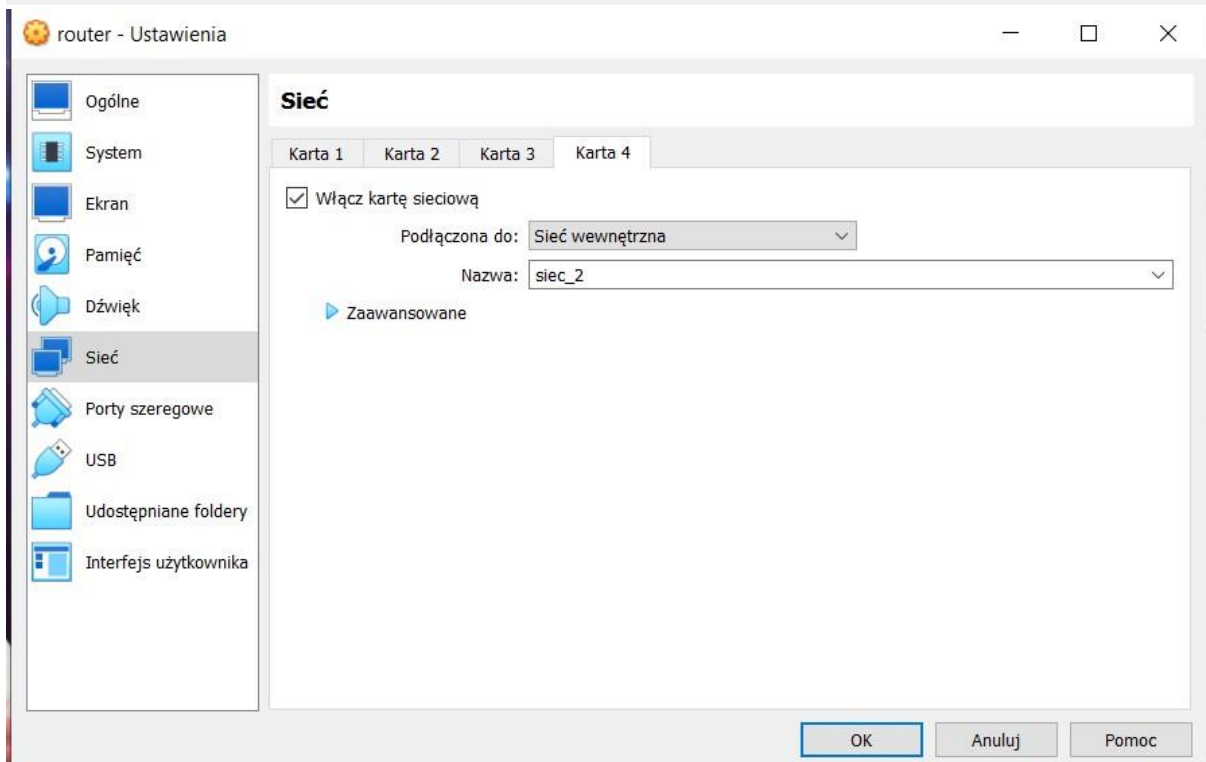 router - Ustawienia
Ogólne
System
Ekran
Pamięć
Dźwięk
Sieć
Porty szeregowe
USB
Udostępniane foldery
Interfejs użytkownika
Sieć
Karta 1 Karta 2 Karta 3 Karta 4
Włącz kartę sieciową
Podłączona do: Sieć wewnętrzna
Nazwa: siec_2
Zaawansowane
OK Anuluj Pomoc